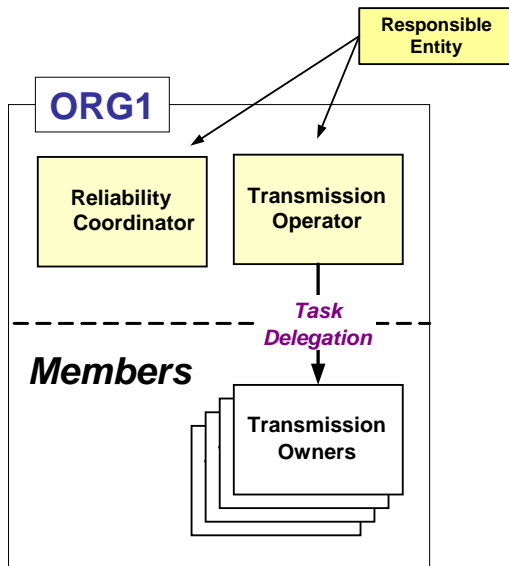 Responsible
Entity
ORG1
Reliability
Coordinator
Transmission
Operator
Task
Delegation
Members
Transmission
Owners